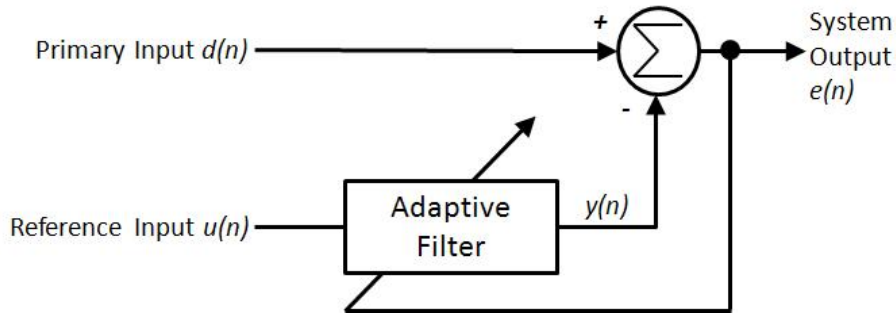 Primary Input d(n)
+
-
System
Output
e(n)
Reference Input u(n)
Adaptive
Filter
y(n)